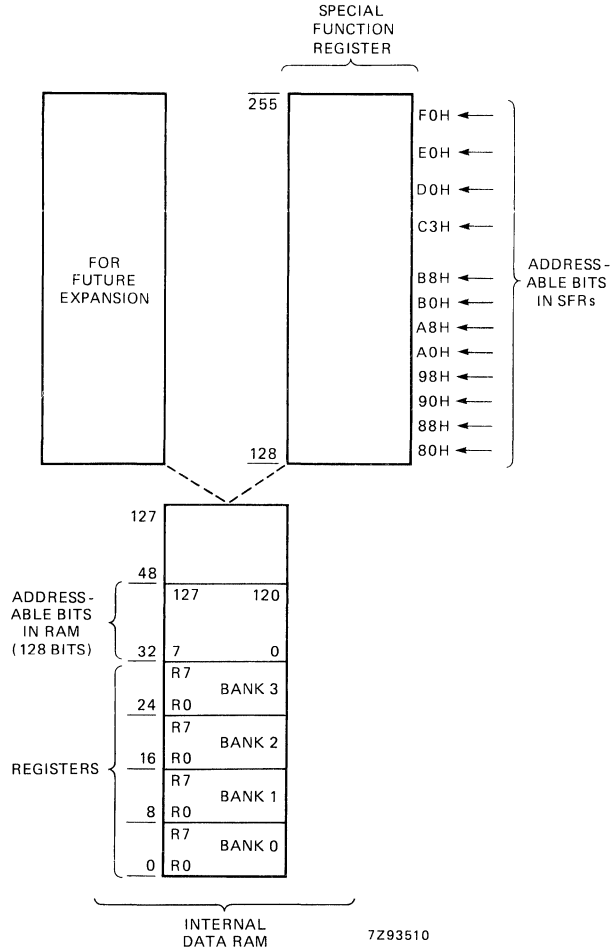 SPECIAL
FUNCTION
REGISTER
255
F0H
E0H
D0H
C3H
FOR
FUTURE
EXPANSION
B8H
B0H
A8H
A0H
98H
90H
88H
80H
ADDRESS-
ABLE BITS
IN SFRs
128
127
48
ADDRESS-
ABLE BITS
IN RAM
(128 BITS)
127 120
32 7 0
R7
BANK 3
24 R0
R7
BANK 2
16 R0
REGISTERS
R7
BANK 1
8 R0
R7
BANK 0
0 R0
INTERNAL
DATA RAM
7Z93510